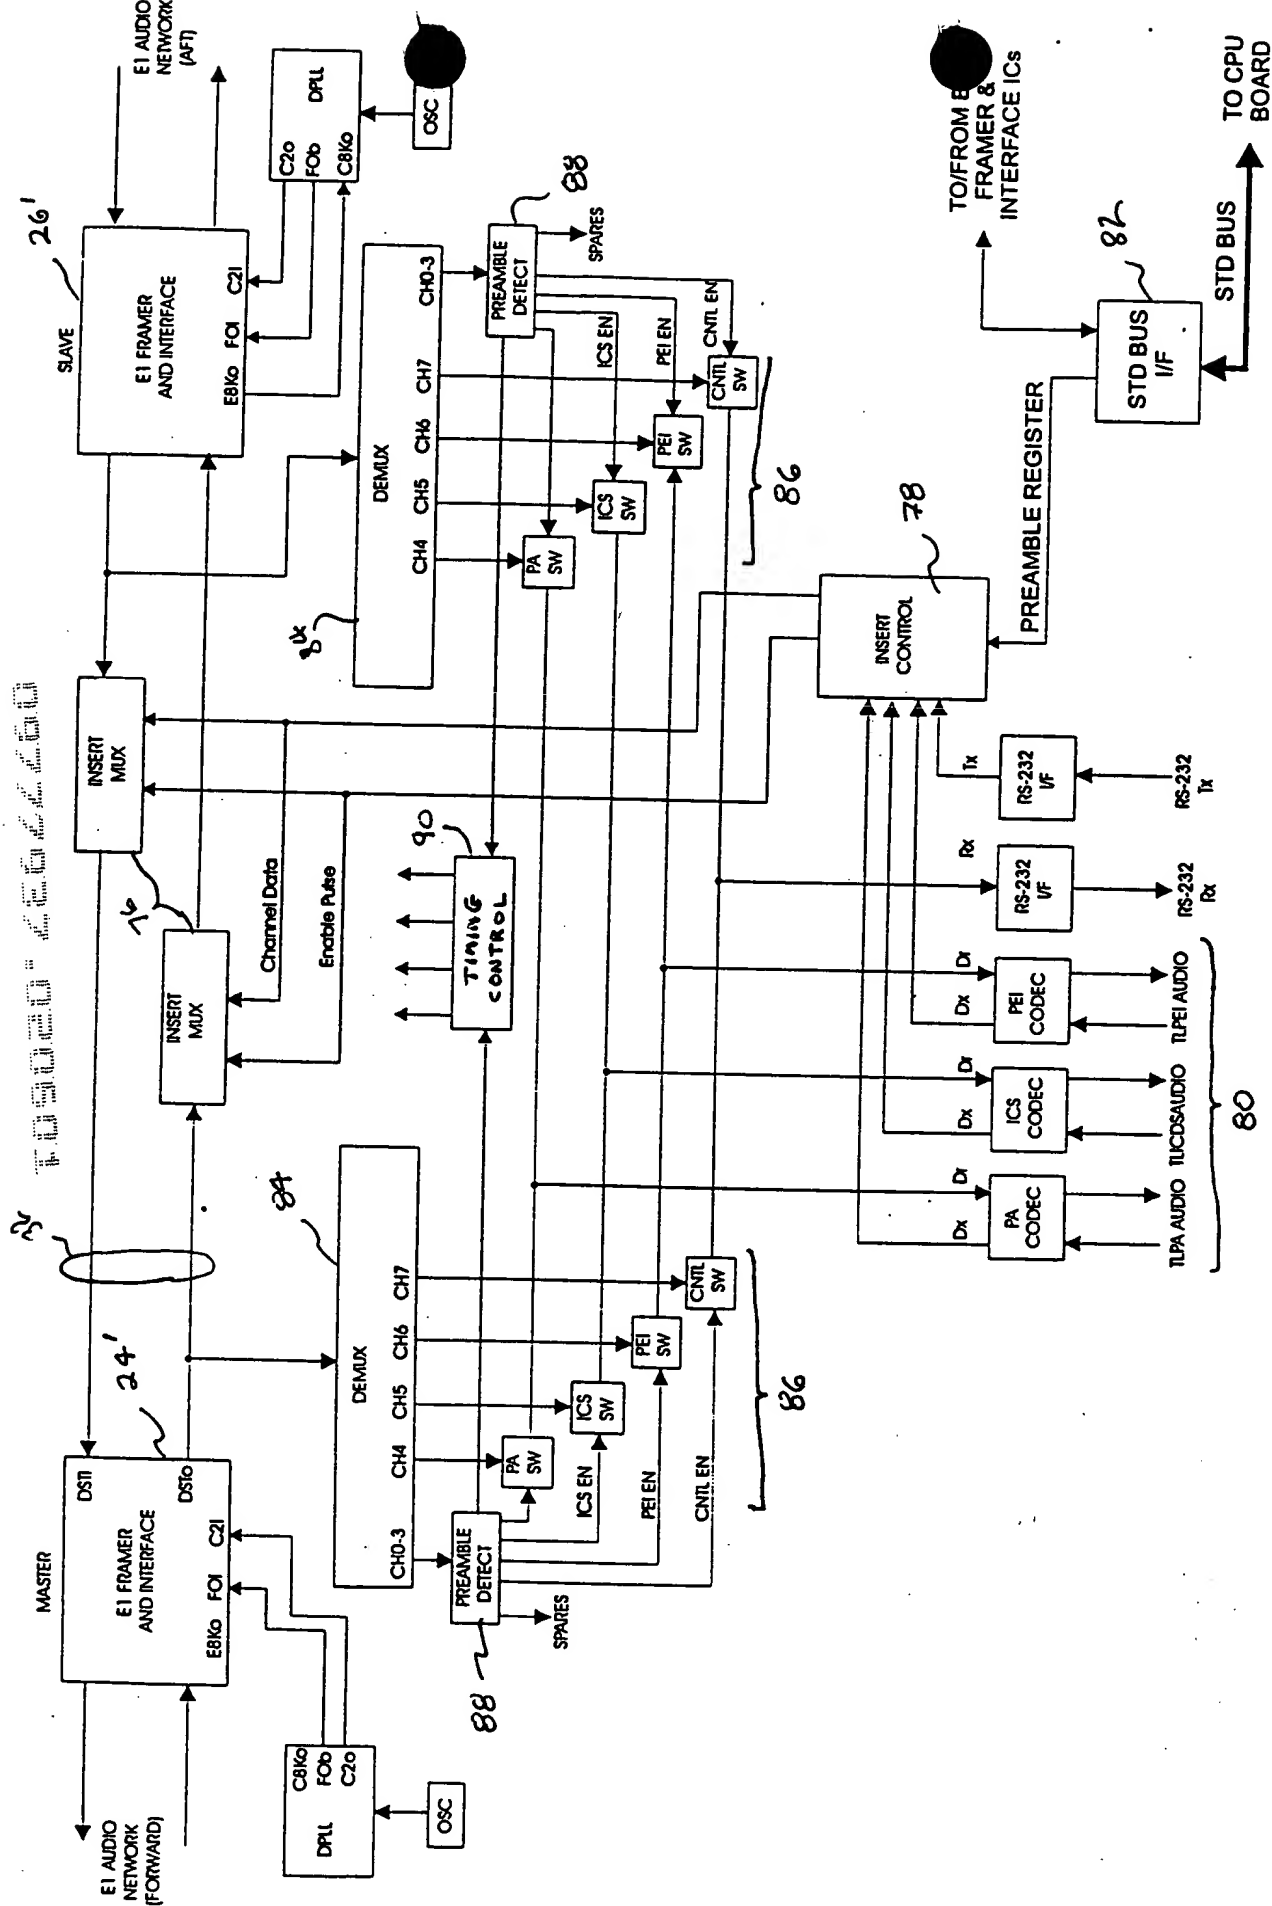 E1 AUDIO
NETWORK
(FORWARD)
MASTER
E1 FRAMER
AND INTERFACE
DSTi
DSTo
E8Ko
FOI
C2I
24'
DPLL
C8Ko
FOb
C2o
OSC
INSERT
MUX
INSERT
MUX
76
Channel Data
Enable Pulse
SLAVE
26'
E1 FRAMER
AND INTERFACE
E8Ko
FOI
C2I
E1 AUDIO
NETWORK
(AFT)
C2o
FOb
C8Ko
DPLL
OSC
84
DEMUX
CH0-3
CH4
CH5
CH6
CH7
88
PREAMBLE
DETECT
SPARES
PA
SW
ICS
SW
PEI
SW
CNTL
SW
ICS EN
PEI EN
CNTL EN
86
90
TIMING
CONTROL
DEMUX
CH4
CH5
CH6
CH7
CH0-3
PREAMBLE
DETECT
88
SPARES
PA
SW
ICS
SW
PEI
SW
CNTL
SW
ICS EN
PEI EN
CNTL EN
86
PA
CODEC
Dx
Dr
ICS
CODEC
Dx
Dr
PEI
CODEC
Dx
Dr
RS-232
I/F
Rx
RS-232
I/F
Tx
TLPA AUDIO
TLICDSAUDIO
TLPEI AUDIO
RS-232
Rx
RS-232
Tx
80
INSERT
CONTROL
78
PREAMBLE REGISTER
STD BUS
I/F
82
TO/FROM
FRAMER &
INTERFACE ICs
STD BUS
TO CPU
BOARD